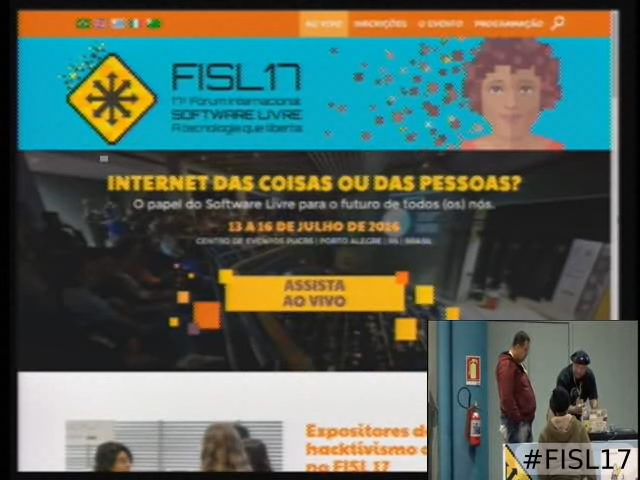 AO VIVO INSCRIÇÕES O EVENTO PROGRAMAÇÃO
FISL17
17º Fórum Internacional
SOFTWARE LIVRE
A tecnologia que liberta
INTERNET DAS COISAS OU DAS PESSOAS?
O papel do Software Livre para o futuro de todos (os) nós.
13 A 16 DE JULHO DE 2016
CENTRO DE EVENTOS PUCRS | PORTO ALEGRE | RS | BRASIL
ASSISTA
AO VIVO
Expositores d
hacktivismo
no FISL 17
#FISL17